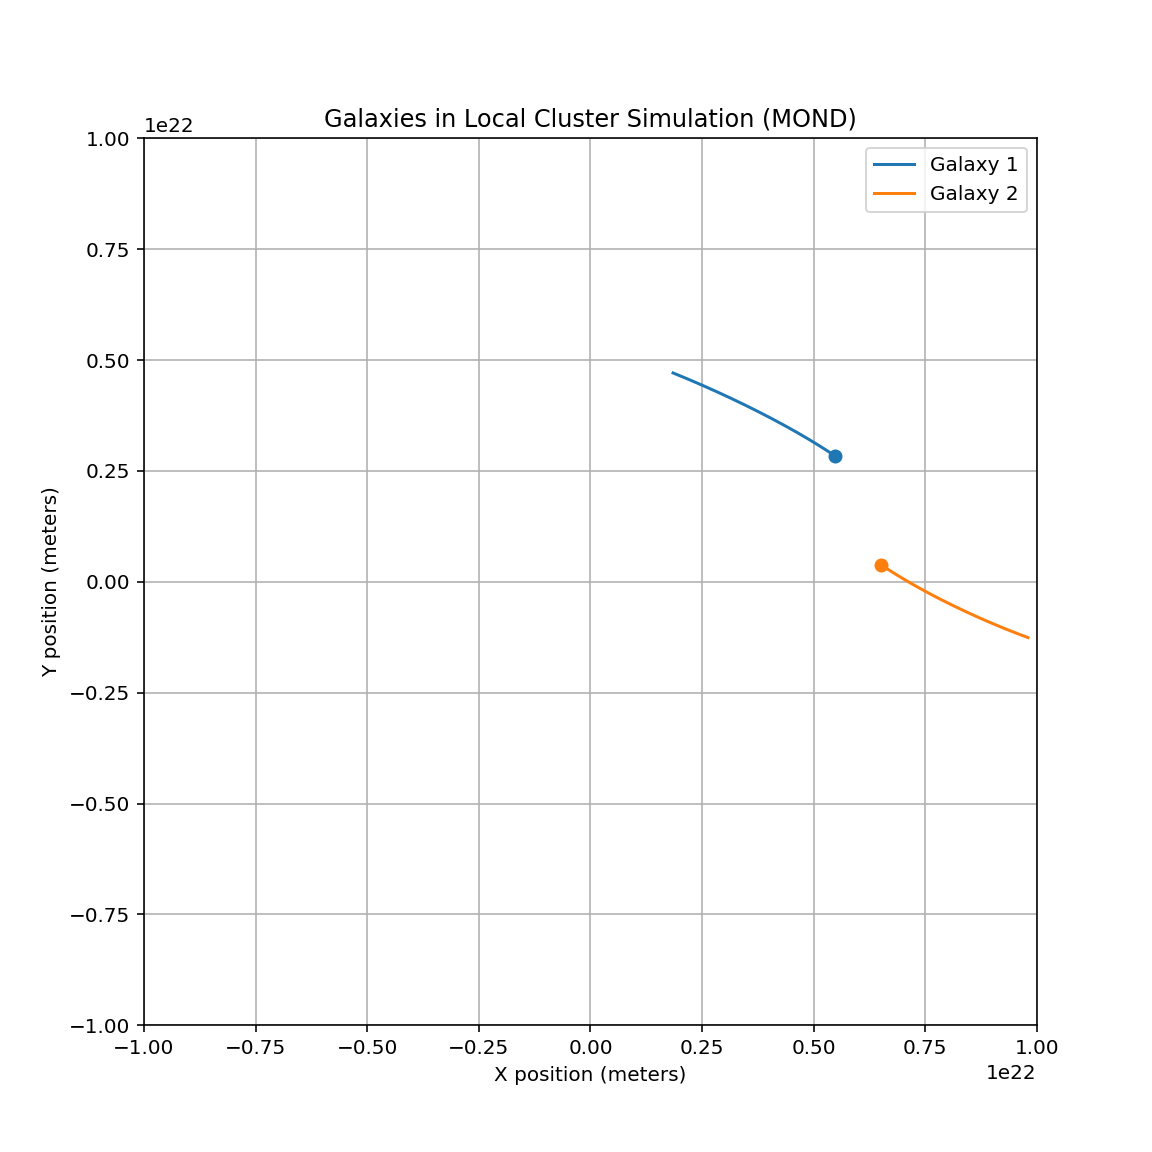 Galaxies in Local Cluster Simulation (MOND)
1e22
Galaxy 1
Galaxy 2
1.00
0.75
0.50
0.25
0.00
−0.25
−0.50
−0.75
−1.00
Y position (meters)
−1.00 −0.75 −0.50 −0.25 0.00 0.25 0.50 0.75 1.00
X position (meters)
1e22